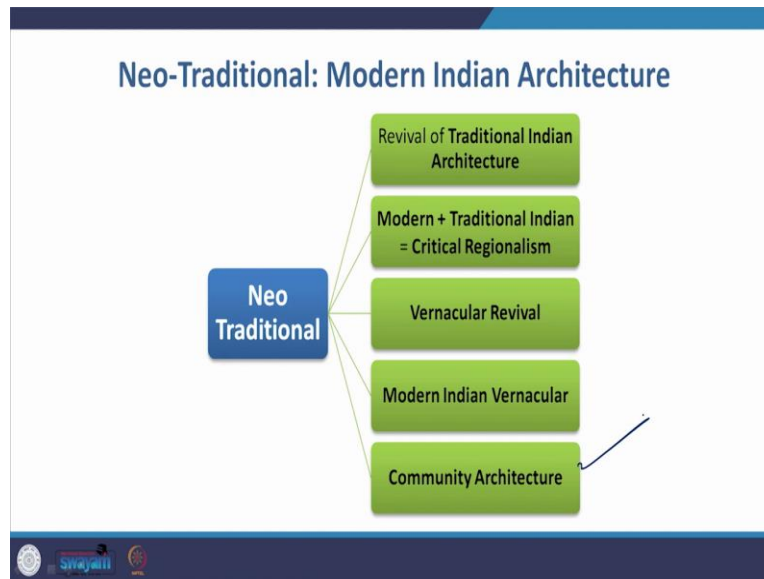 Neo-Traditional: Modern Indian Architecture
Revival of Traditional Indian
Architecture
Modern + Traditional Indian
= Critical Regionalism
Neo
Traditional
Vernacular Revival
Modern Indian Vernacular
Community Architecture
swayam